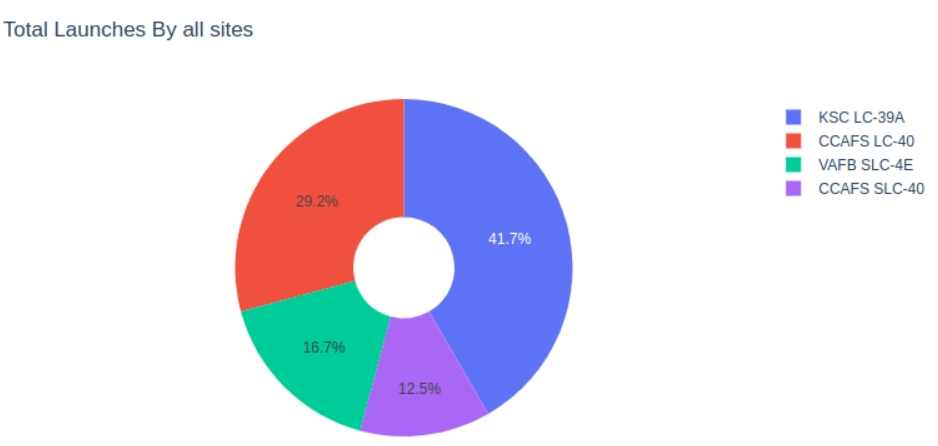 Total Launches By all sites
KSC LC-39A
CCAFS LC-40
VAFB SLC-4E
CCAFS SLC-40
29.2%
41.7%
16.7%
12.5%